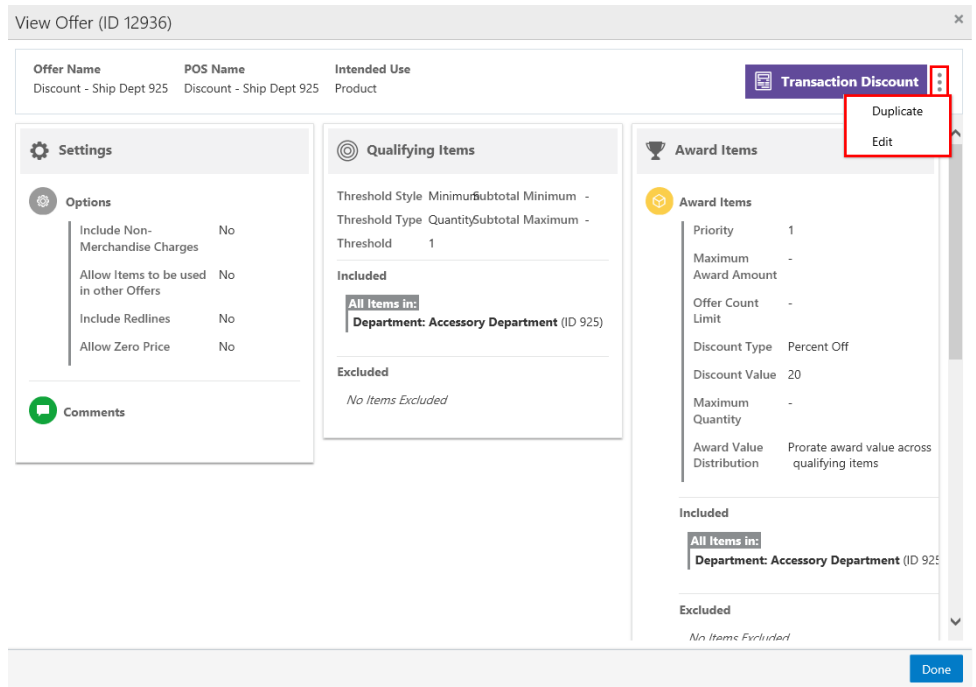 View Offer (ID 12936)
×
Offer Name POS Name Intended Use
Discount - Ship Dept 925 Discount - Ship Dept 925 Product
Transaction Discount
Duplicate
Edit
Settings
Options
Include Non-
Merchandise Charges No
Allow Items to be used
in other Offers No
Include Redlines No
Allow Zero Price No
Comments
Qualifying Items
Threshold Style Minimum Subtotal Minimum -
Threshold Type Quantity Subtotal Maximum -
Threshold 1
Included
All Items in:
Department: Accessory Department (ID 925)
Excluded
No Items Excluded
Award Items
Award Items
Priority 1
Maximum
Award Amount -
Offer Count
Limit -
Discount Type Percent Off
Discount Value 20
Maximum
Quantity -
Award Value Prorate award value across
Distribution qualifying items
Included
All Items in:
Department: Accessory Department (ID 925
Excluded
No Items Excluded
Done